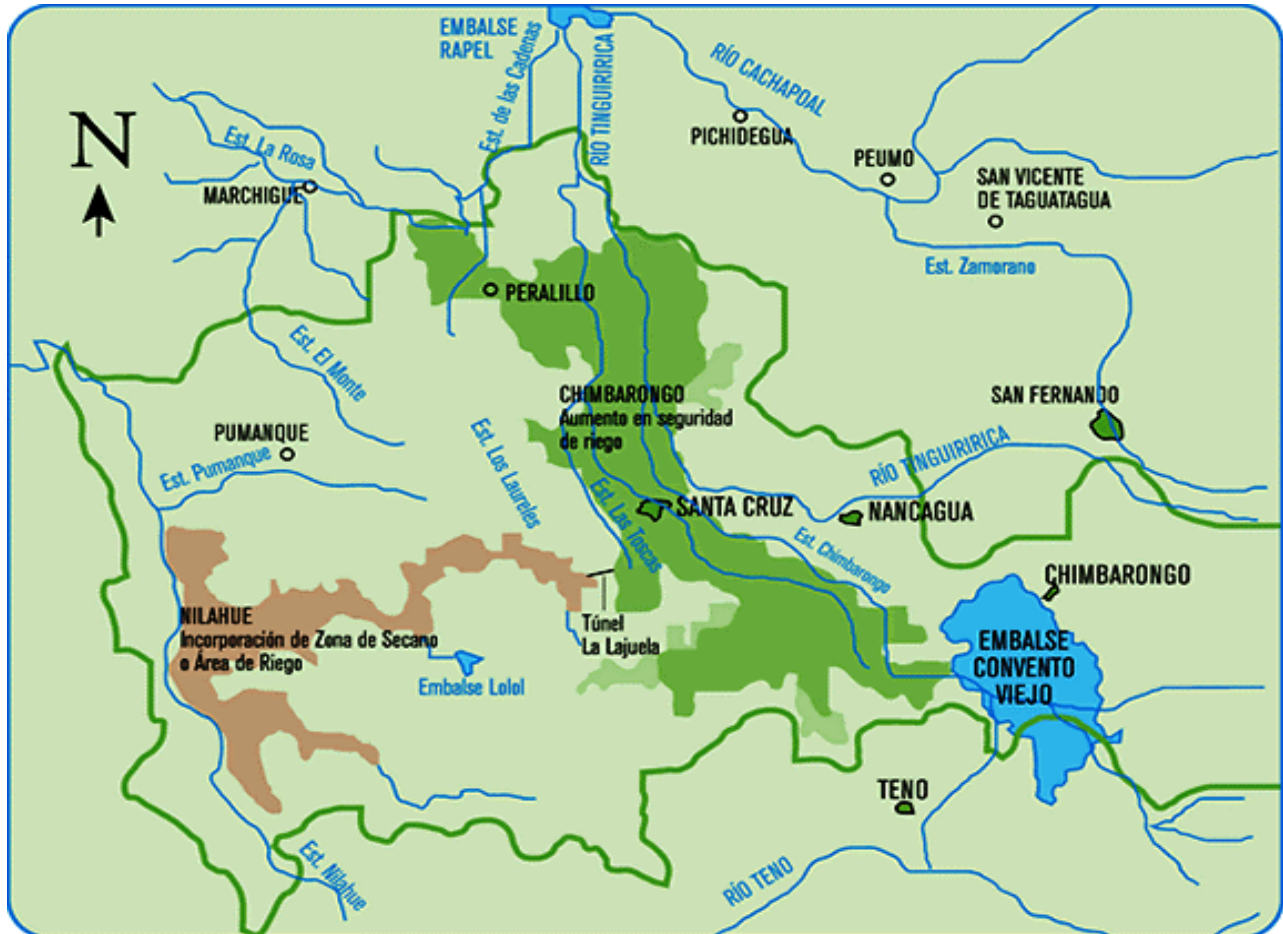 EMBALSE
RAPEL
Est. de las Cadenas
RÍO TINGUIRIRICA
RÍO CACHAPOAL
PICHIDEGUA
PEUMO
SAN VICENTE
DE TAGUATAGUA
Est. Zamorano
N
Est. La Rosa
MARCHIGUE
PERALILLO
Est. El Monte
CHIMBARONGO
Aumento en seguridad
de riego
SAN FERNANDO
PUMANQUE
Est. Pumanque
Est. Los Laureles
Est. Las Toscas
SANTA CRUZ
RÍO TINGUIRIRICA
NANCAGUA
Est. Chimbarongo
CHIMBARONGO
NILAHUE
Incorporación de Zona de Secano
o Área de Riego
Túnel
La Lajuela
Embalse Lolol
EMBALSE
CONVENTO
VIEJO
TENO
RÍO TENO
Est. Nilahue